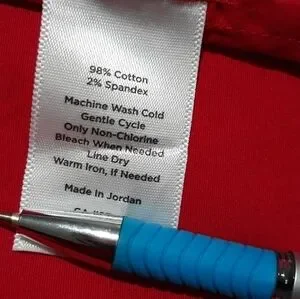 98% Cotton
2% Spandex
Machine Wash Cold
Gentle Cycle
Only Non-Chlorine
Bleach When Needed
Line Dry
Warm Iron, If Needed
Made In Jordan